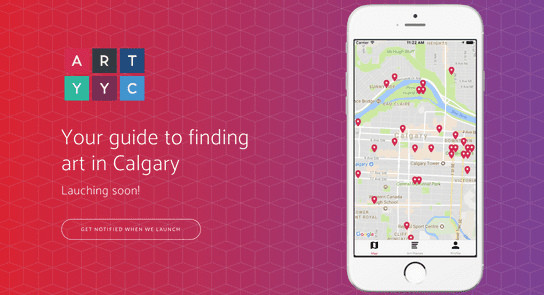 A R T
Y Y C
Your guide to finding
art in Calgary
Lauching soon!
GET NOTIFIED WHEN WE LAUNCH
11:22 AM
HEIGHTS
Calgary
Calgary Tower
Google
Map